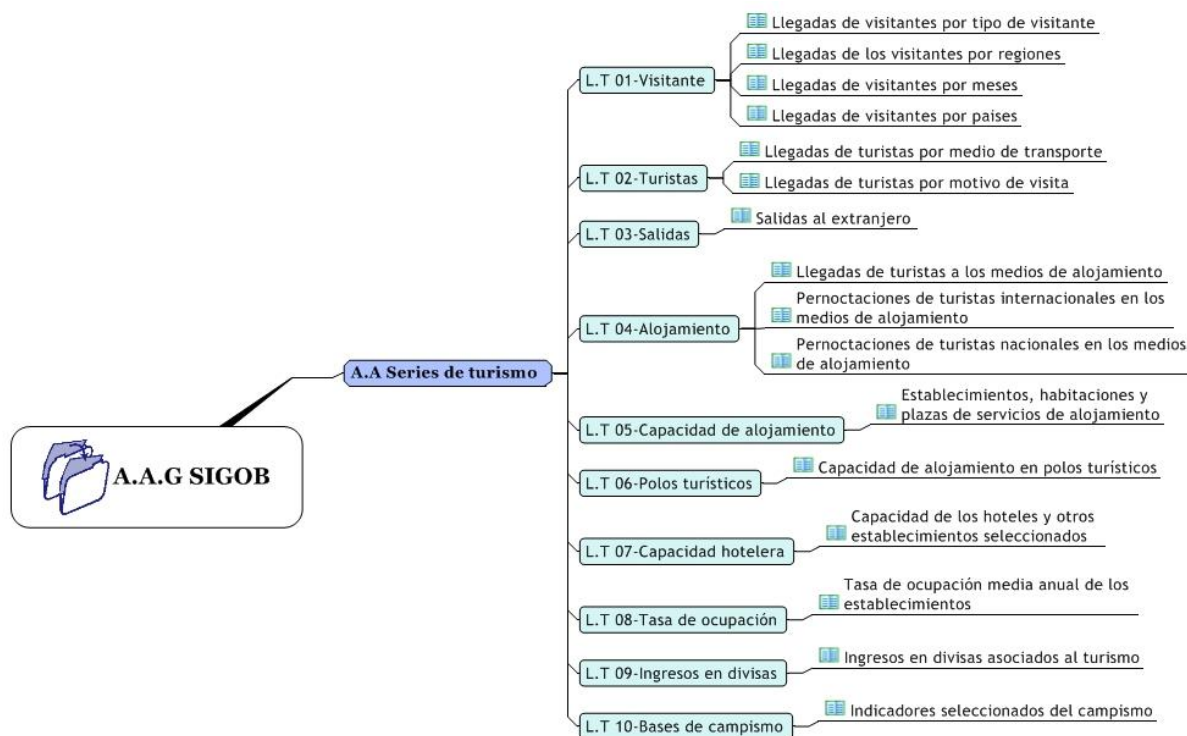 A.A.G SIGOB
A.A Series de turismo
L.T 01-Visitante
Llegadas de visitantes por tipo de visitante
Llegadas de los visitantes por regiones
Llegadas de visitantes por meses
Llegadas de visitantes por paises
L.T 02-Turistas
Llegadas de turistas por medio de transporte
Llegadas de turistas por motivo de visita
L.T 03-Salidas
Salidas al extranjero
L.T 04-Alojamiento
Llegadas de turistas a los medios de alojamiento
Pernoctaciones de turistas internacionales en los
medios de alojamiento
Pernoctaciones de turistas nacionales en los medios
de alojamiento
L.T 05-Capacidad de alojamiento
Establecimientos, habitaciones y
plazas de servicios de alojamiento
L.T 06-Polos turísticos
Capacidad de alojamiento en polos turísticos
L.T 07-Capacidad hotelera
Capacidad de los hoteles y otros
establecimientos seleccionados
L.T 08-Tasa de ocupación
Tasa de ocupación media anual de los
establecimientos
L.T 09-Ingresos en divisas
Ingresos en divisas asociados al turismo
L.T 10-Bases de campismo
Indicadores seleccionados del campismo